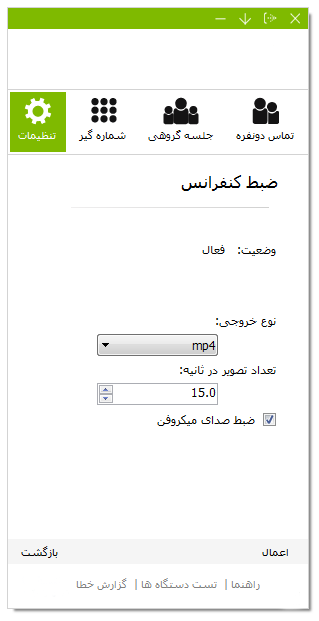 تماس دونفره جلسه گروهی شماره گیر تنظیمات
ضبط کنفرانس
وضعیت: فعال
نوع خروجی:
mp4
تعداد تصویر در ثانیه:
15.0
ضبط صدای میکروفن
اعمال بازگشت
راهنما | تست دستگاه ها | گزارش خطا